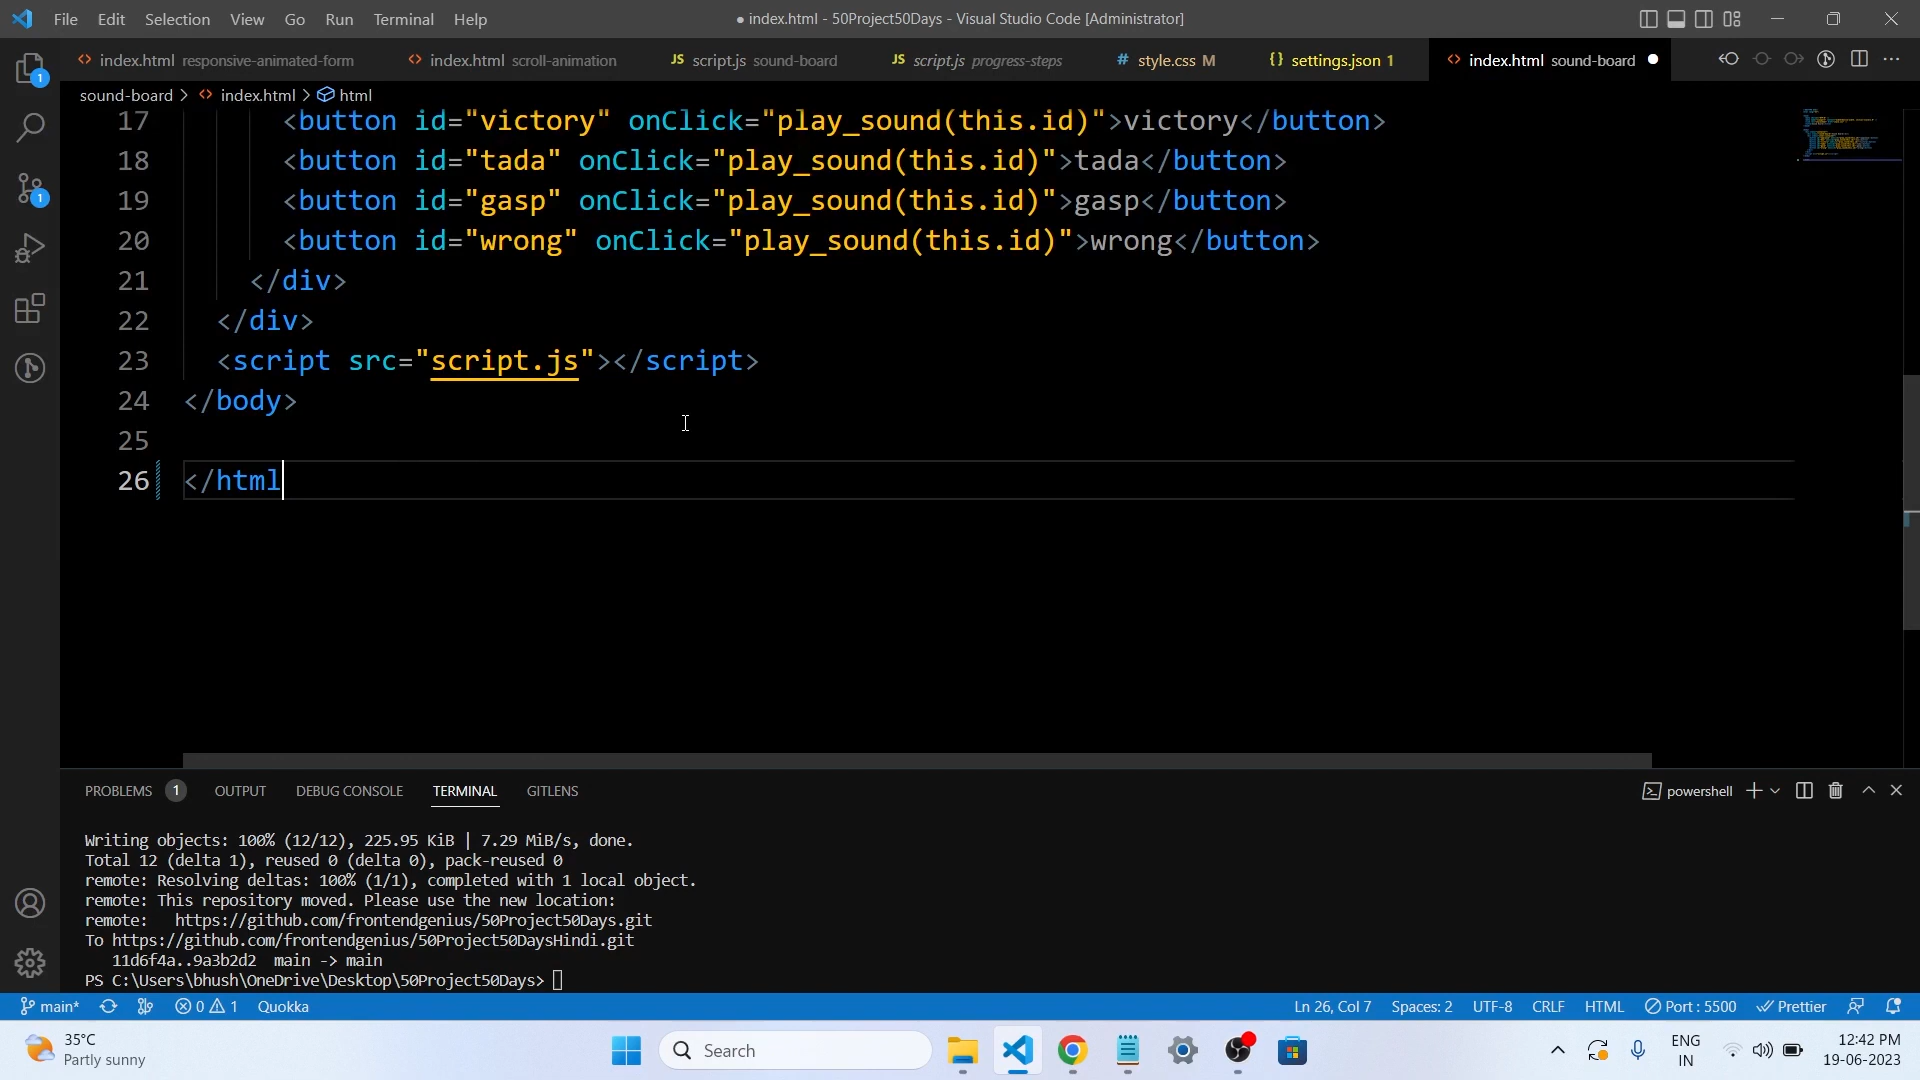 File Edit Selection View Go Run Terminal Help
● index.html - 50Project50Days - Visual Studio Code [Administrator]
index.html responsive-animated-form
index.html scroll-animation
JS script.js sound-board
JS script.js progress-steps
# style.css M
{} settings.json 1
index.html sound-board
sound-board > index.html > html
17 <button id="victory" onClick="play_sound(this.id)">victory</button>
18 <button id="tada" onClick="play_sound(this.id)">tada</button>
19 <button id="gasp" onClick="play_sound(this.id)">gasp</button>
20 <button id="wrong" onClick="play_sound(this.id)">wrong</button>
21 </div>
22 </div>
23 <script src="script.js"></script>
24 </body>
25
26 </html
1
1
PROBLEMS 1 OUTPUT DEBUG CONSOLE TERMINAL GITLENS
powershell
Writing objects: 100% (12/12), 225.95 KiB | 7.29 MiB/s, done.
Total 12 (delta 1), reused 0 (delta 0), pack-reused 0
remote: Resolving deltas: 100% (1/1), completed with 1 local object.
remote: This repository moved. Please use the new location:
remote:   https://github.com/frontendgenius/50Project50Days.git
To https://github.com/frontendgenius/50Project50DaysHindi.git
11d6f4a..9a3b2d2  main -> main
PS C:\Users\bhush\OneDrive\Desktop\50Project50Days>
main* 0 1 Quokka
Ln 26, Col 7 Spaces: 2 UTF-8 CRLF HTML Port : 5500 Prettier
35°C
Partly sunny
Search
ENG
IN
12:42 PM
19-06-2023